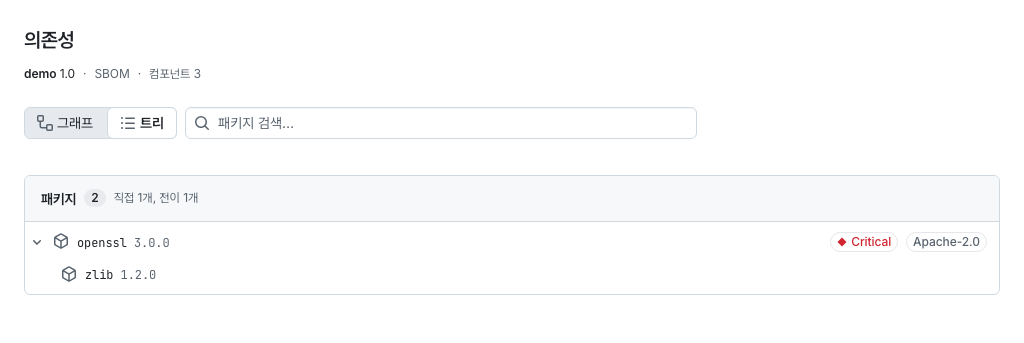 의존성
demo 1.0 · SBOM · 컴포넌트 3
그래프 트리 패키지 검색...
패키지 2 직접 1개, 전이 1개
openssl 3.0.0 Critical Apache-2.0
zlib 1.2.0